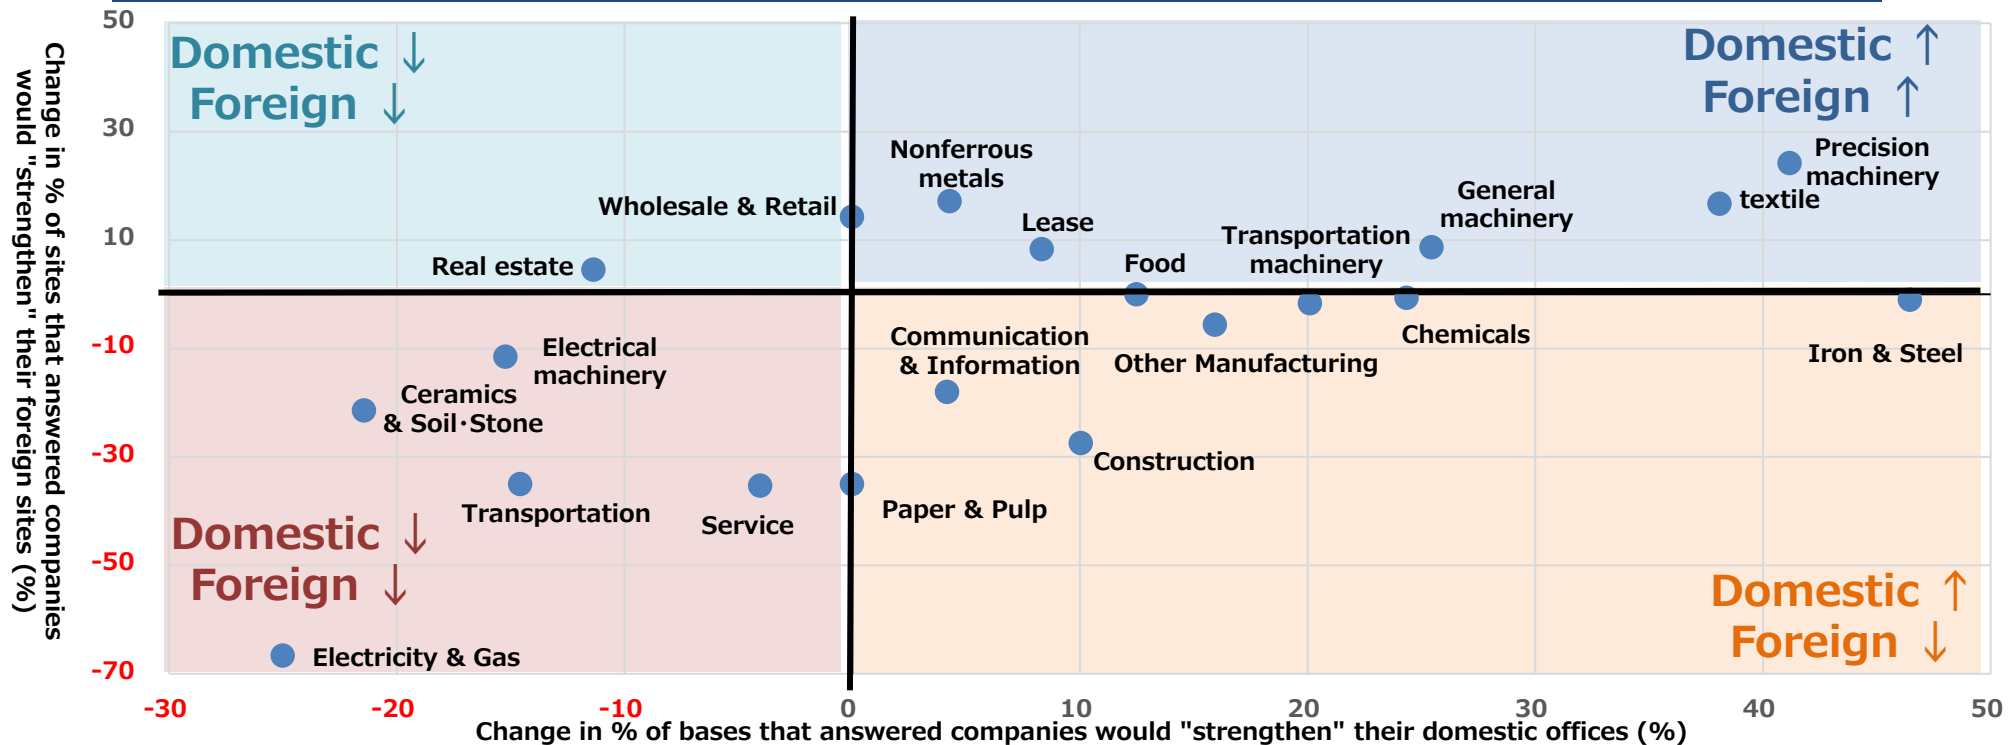 Change in % of sites that answered companies
would "strengthen" their foreign sites (%)
50
30
10
-10
-30
-50
-70
Domestic ↓
Foreign ↓
Domestic ↑
Foreign ↑
Nonferrous
metals
Precision
machinery
Wholesale & Retail
General
machinery
textile
Lease
Transportation
machinery
Real estate
Food
Electrical
machinery
Communication
& Information
Other Manufacturing
Chemicals
Iron & Steel
Ceramics
& Soil･Stone
Construction
Transportation
Service
Paper & Pulp
Domestic ↓
Foreign ↓
Domestic ↑
Foreign ↓
Electricity & Gas
-30
-20
-10
0
10
20
30
40
50
Change in % of bases that answered companies would "strengthen" their domestic offices (%)